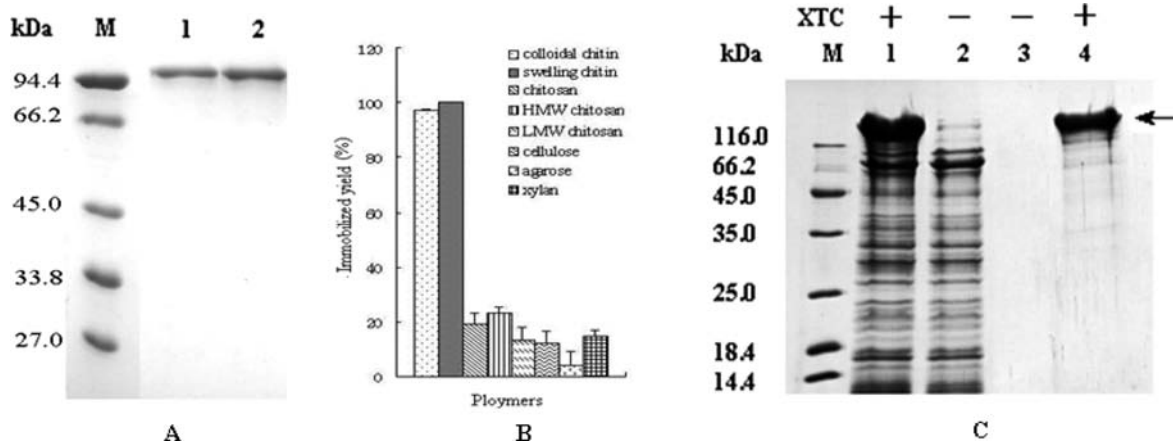 kDa M 1 2
94.4
66.2
45.0
33.8
27.0
A
120
100
80
60
40
20
0
Immobilized yield (%)
colloidal chitin
swelling chitin
chitosan
HMW chitosan
LMW chitosan
cellulose
agarose
xylan
Ploymers
B
XTC + − − +
kDa M 1 2 3 4
116.0
66.2
45.0
35.0
25.0
18.4
14.4
C